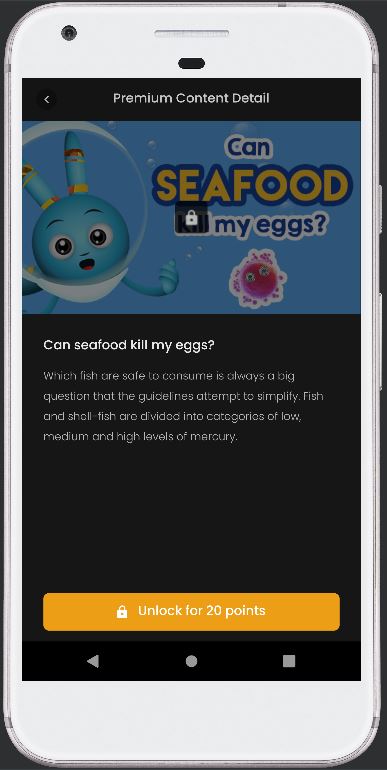 Premium Content Detail
Can
SEAFOOD
kill my eggs?
Can seafood kill my eggs?
Which fish are safe to consume is always a big
question that the guidelines attempt to simplify. Fish
and shell-fish are divided into categories of low,
medium and high levels of mercury.
Unlock for 20 points